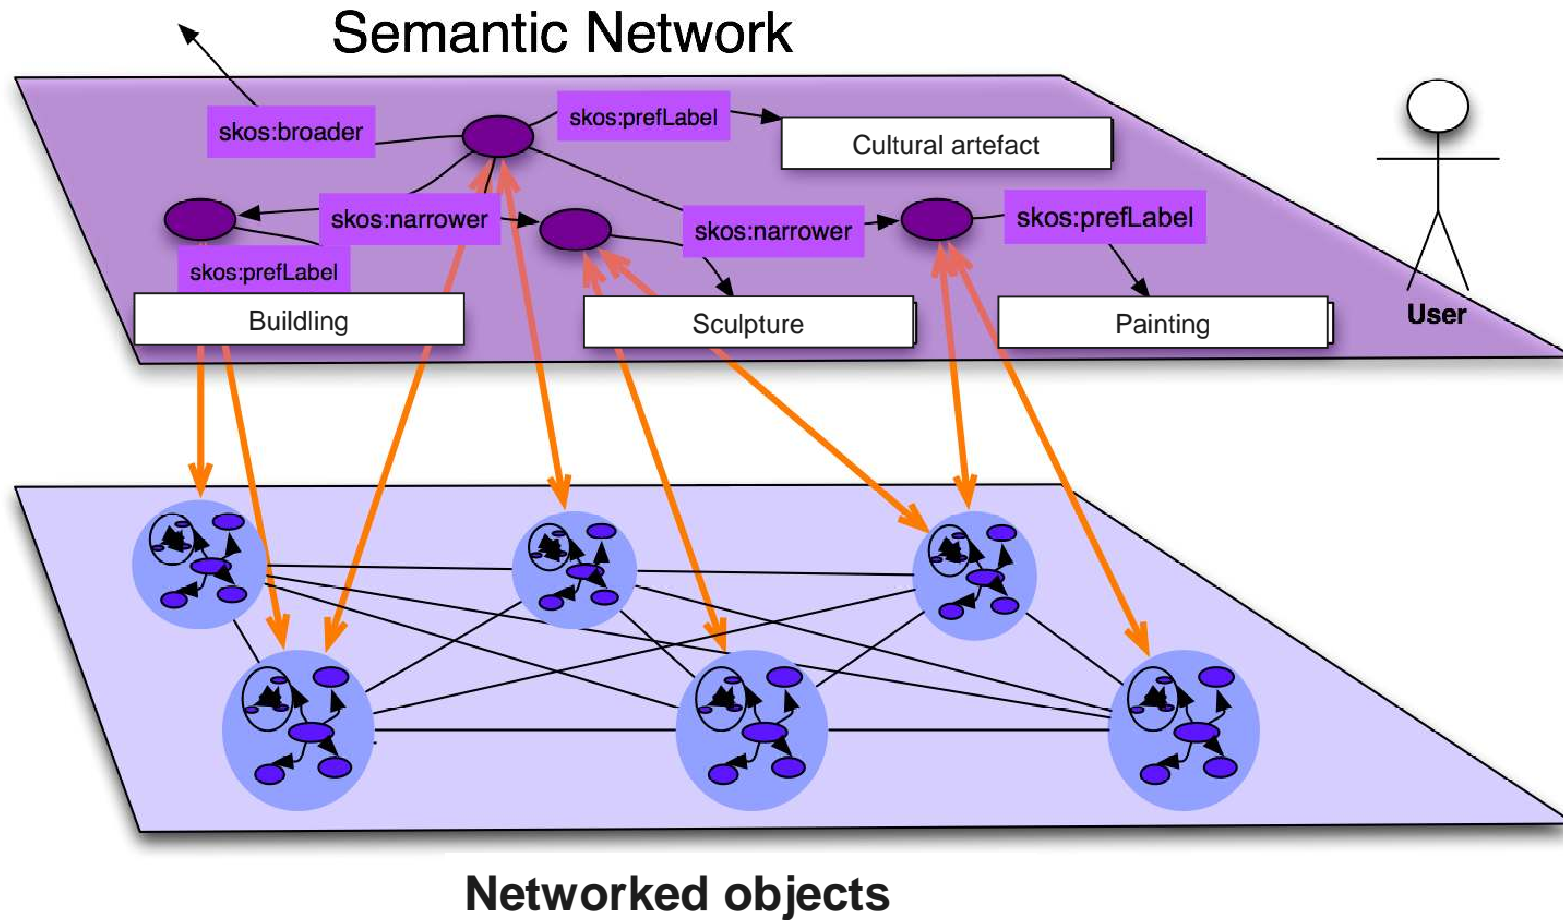 Semantic Network
skos:broader
skos:prefLabel
Cultural artefact
skos:narrower
skos:narrower
skos:prefLabel
skos:prefLabel
Buildling
Sculpture
Painting
User
Networked objects